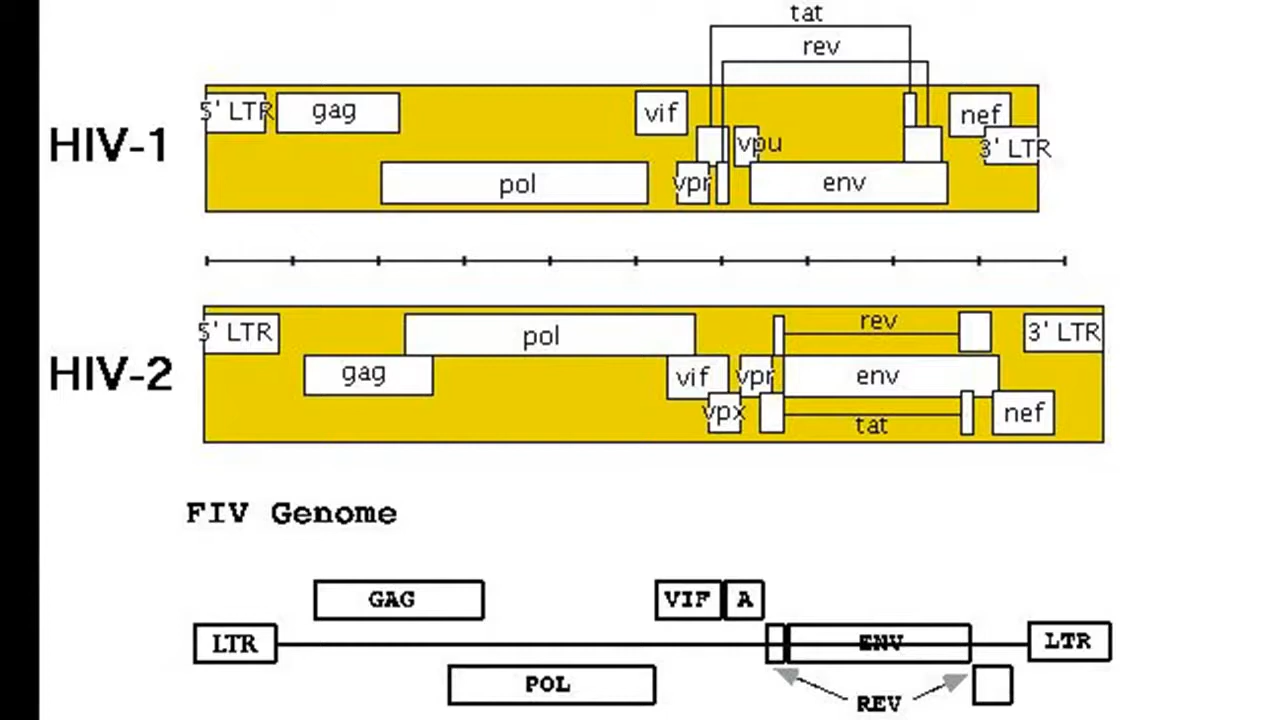 tat
rev
HIV-1
5' LTR
gag
vif
nef
vpu
3' LTR
pol
vpr
env
HIV-2
5' LTR
pol
rev
3' LTR
gag
vif
vpr
env
vpx
tat
nef
FIV Genome
GAG
VIF
A
LTR
ENV
LTR
POL
REV